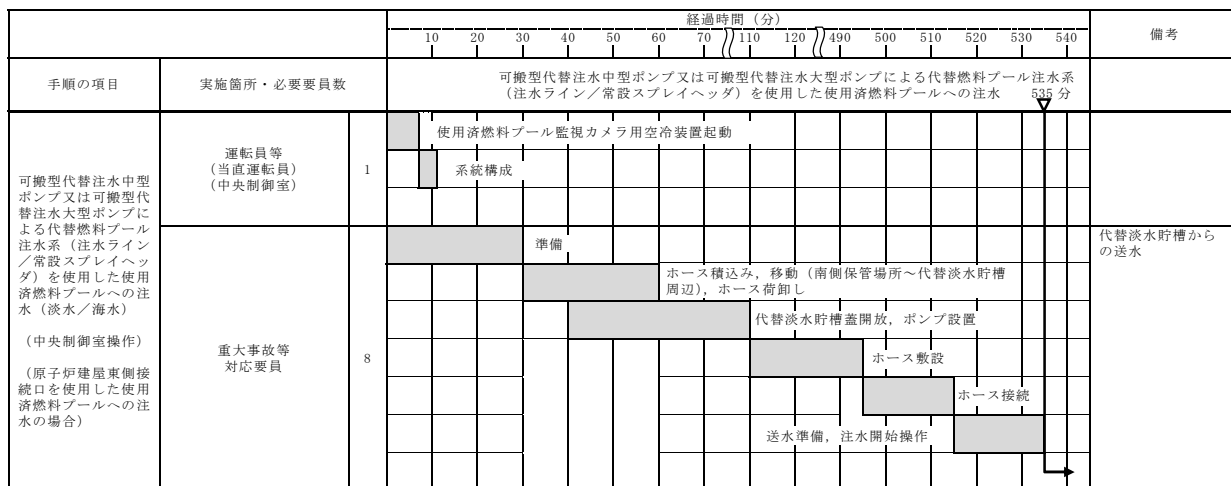 経過時間（分）
備考
10 20 30 40 50 60 70 110 120 490 500 510 520 530 540
手順の項目
実施箇所・必要要員数
可搬型代替注水中型ポンプ又は可搬型代替注水大型ポンプによる代替燃料プール注水系
（注水ライン／常設スプレイヘッダ）を使用した使用済燃料プールへの注水 535 分
可搬型代替注水中型
ポンプ又は可搬型代
替注水大型ポンプに
よる代替燃料プール
注水系（注水ライン
／常設スプレイヘッ
ダ）を使用した使用
済燃料プールへの注
水（淡水／海水）
（中央制御室操作）
（原子炉建屋東側接
続口を使用した使用
済燃料プールへの注
水の場合）
運転員等
（当直運転員）
（中央制御室）
1
使用済燃料プール監視カメラ用空冷装置起動
系統構成
重大事故等
対応要員
8
準備
ホース積込み，移動（南側保管場所～代替淡水貯槽
周辺），ホース荷卸し
代替淡水貯槽蓋開放，ポンプ設置
ホース敷設
ホース接続
送水準備，注水開始操作
代替淡水貯槽から
の送水